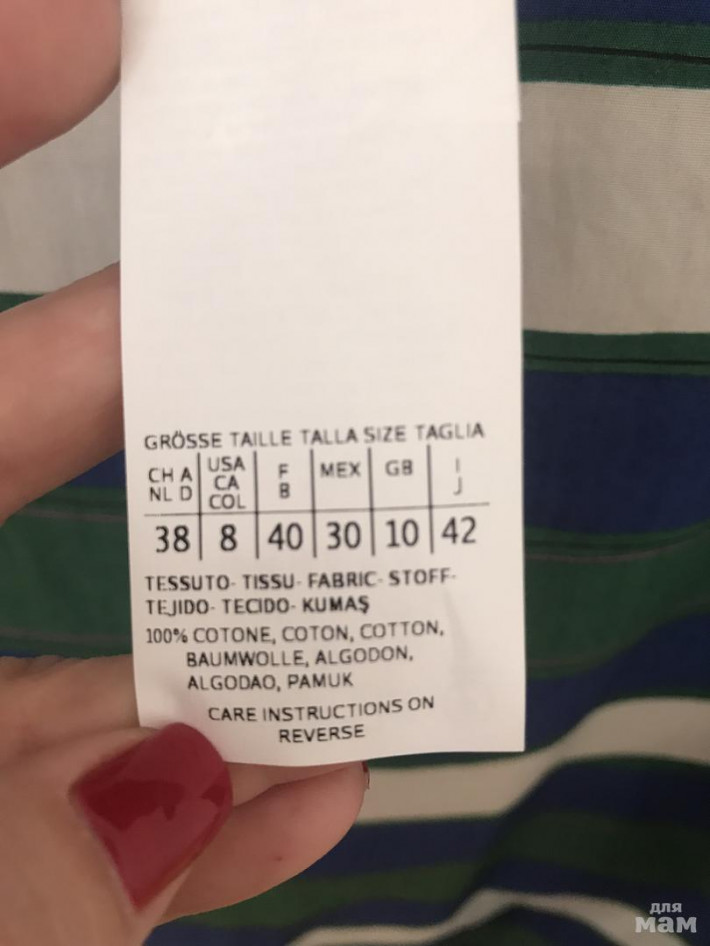 GRÖSSE TAILLE TALLA SIZE TAGLIA
CH A NL D | USA CA COL | F B | MEX | GB | I J
38 | 8 | 40 | 30 | 10 | 42
TESSUTO- TISSU- FABRIC- STOFF-
TEJIDO- TECIDO- KUMAŞ
100% COTONE, COTON, COTTON,
BAUMWOLLE, ALGODON,
ALGODAO, PAMUK
CARE INSTRUCTIONS ON
REVERSE
для
мам